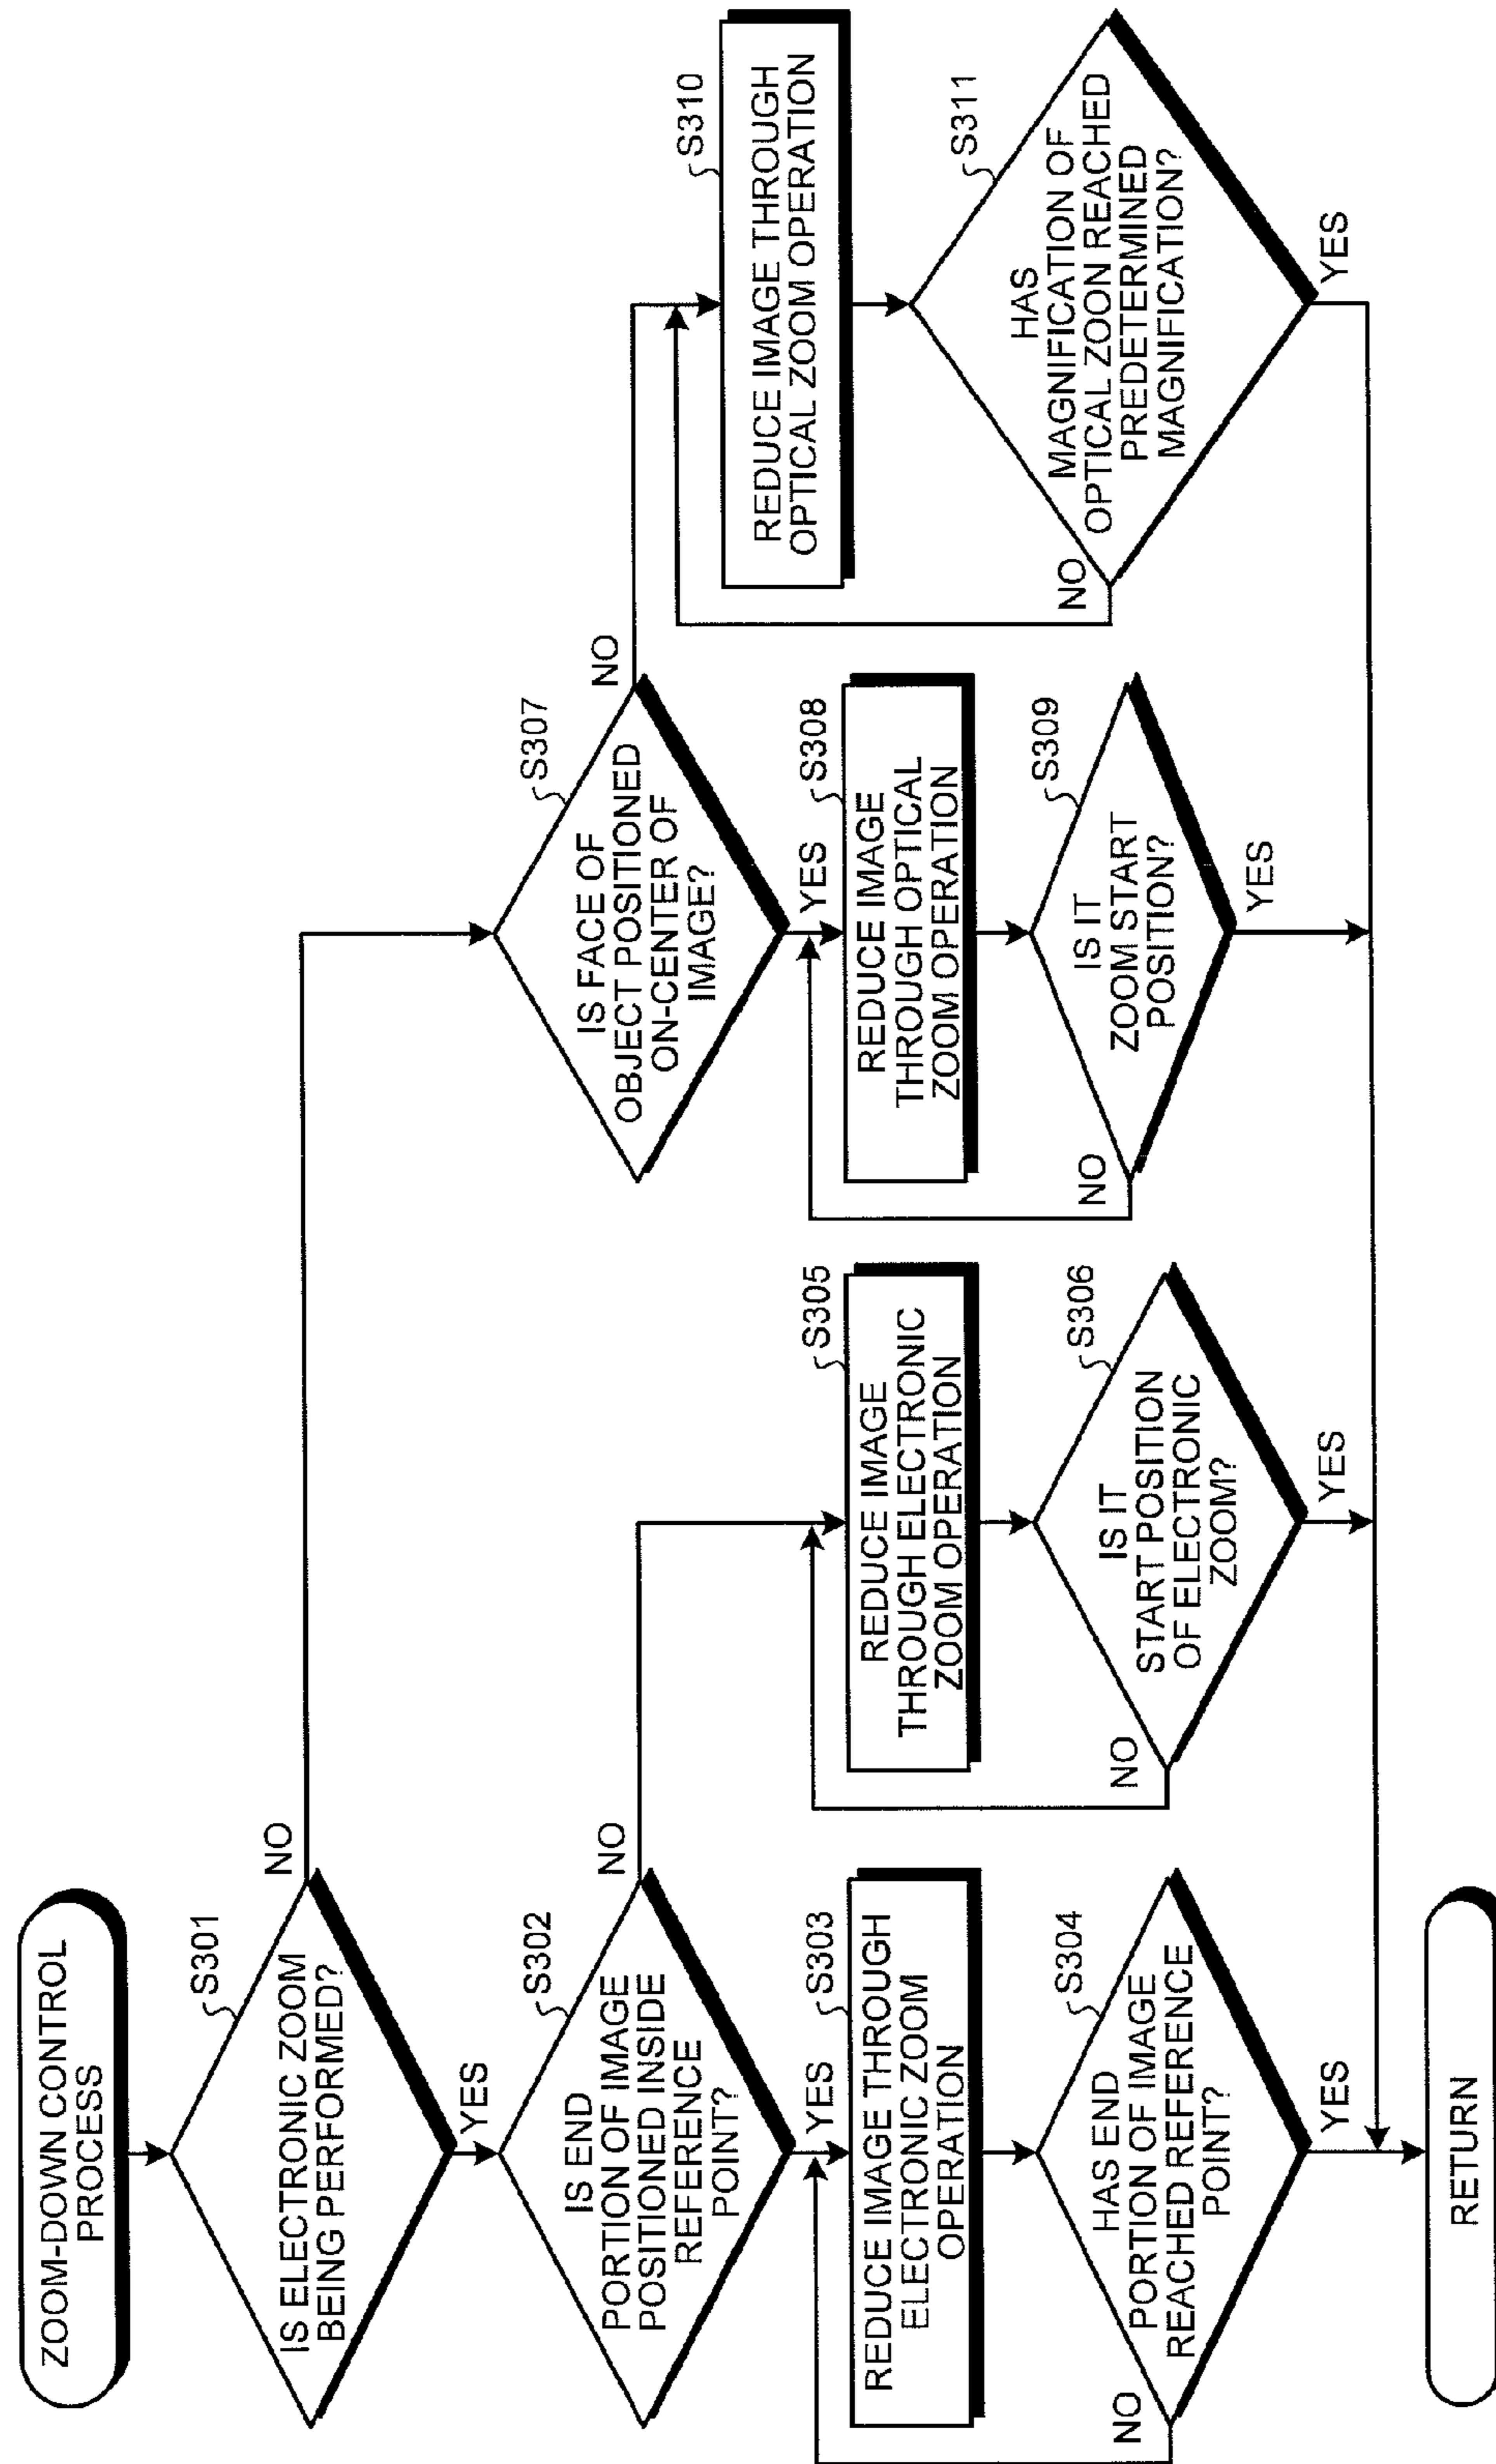 ZOOM-DOWN CONTROL
PROCESS
S301
IS ELECTRONIC ZOOM
BEING PERFORMED?
NO
YES
S302
IS END
PORTION OF IMAGE
POSITIONED INSIDE
REFERENCE
POINT?
NO
YES
S303
REDUCE IMAGE THROUGH
ELECTRONIC ZOOM
OPERATION
S304
HAS END
PORTION OF IMAGE
REACHED REFERENCE
POINT?
NO
YES
S305
REDUCE IMAGE
THROUGH ELECTRONIC
ZOOM OPERATION
S306
IS IT
START POSITION
OF ELECTRONIC
ZOOM?
NO
YES
S307
IS FACE OF
OBJECT POSITIONED
ON-CENTER OF
IMAGE?
NO
YES
S308
REDUCE IMAGE
THROUGH OPTICAL
ZOOM OPERATION
S309
IS IT
ZOOM START
POSITION?
NO
YES
S310
REDUCE IMAGE THROUGH
OPTICAL ZOOM OPERATION
S311
HAS
MAGNIFICATION OF
OPTICAL ZOON REACHED
PREDETERMINED
MAGNIFICATION?
NO
YES
RETURN